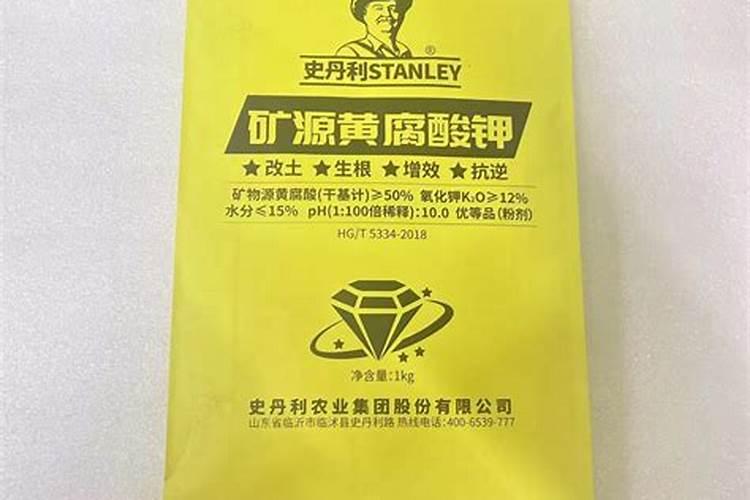 ®
史丹利STANLEY
矿源黄腐酸钾
★改土 ★生根 ★增效 ★抗逆
矿物源黄腐酸(干基计)≥50% 氧化钾K₂O≥12%
水分≤15% pH(1:100倍稀释):10.0 优等品(粉剂)
HG/T 5334-2018
净含量:1kg
史丹利农业集团股份有限公司
山东省临沂市临沭县史丹利路 热线电话:400-6539-777